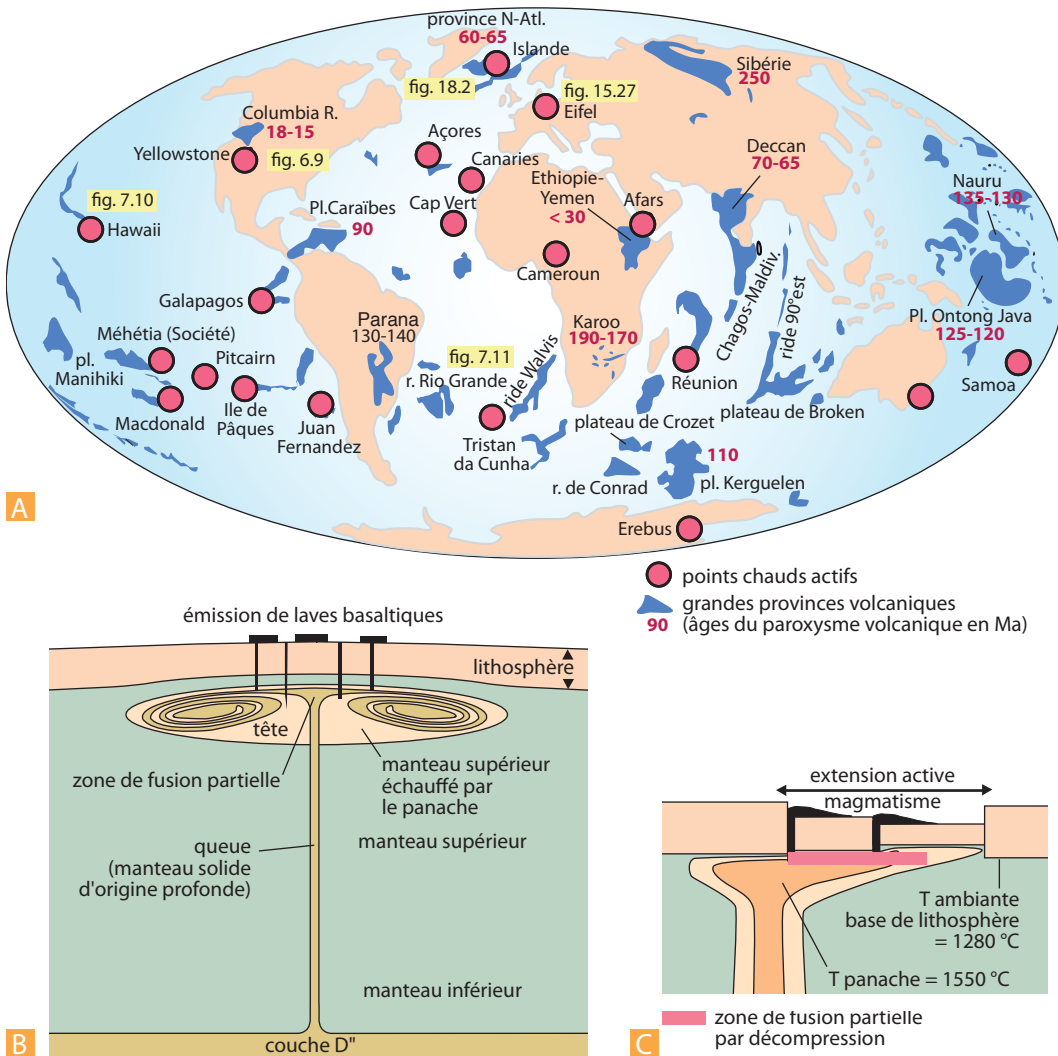 province N-Atl.
60-65
Islande
Sibérie
250
fig. 18.2
fig. 15.27
Eifel
Columbia R.
18-15
Yellowstone
fig. 6.9
Açores
Canaries
Deccan
70-65
Ethiopie-
Yemen
< 30
Afars
Nauru
135-130
fig. 7.10
Hawaii
Pl.Caraïbes
90
Cap Vert
Cameroun
Chagos-Maldiv.
ride 90°est
Galapagos
Parana
130-140
Karoo
190-170
Pl. Ontong Java
125-120
Méhétia (Société)
pl.
Manihiki
Pitcairn
fig. 7.11
r. Rio Grande
ride Walvis
Réunion
Samoa
Macdonald
Ile de
Pâques
Juan
Fernandez
Tristan
da Cunha
plateau de Crozet
plateau de Broken
110
r. de Conrad
pl. Kerguelen
A
Erebus
points chauds actifs
grandes provinces volcaniques
90 (âges du paroxysme volcanique en Ma)
émission de laves basaltiques
lithosphère
tête
zone de fusion partielle
manteau supérieur
échauffé par
le panache
queue
(manteau solide
d'origine profonde)
manteau supérieur
manteau inférieur
couche D"
B
extension active
magmatisme
T ambiante
base de lithosphère
= 1280 °C
T panache = 1550 °C
C
zone de fusion partielle
par décompression